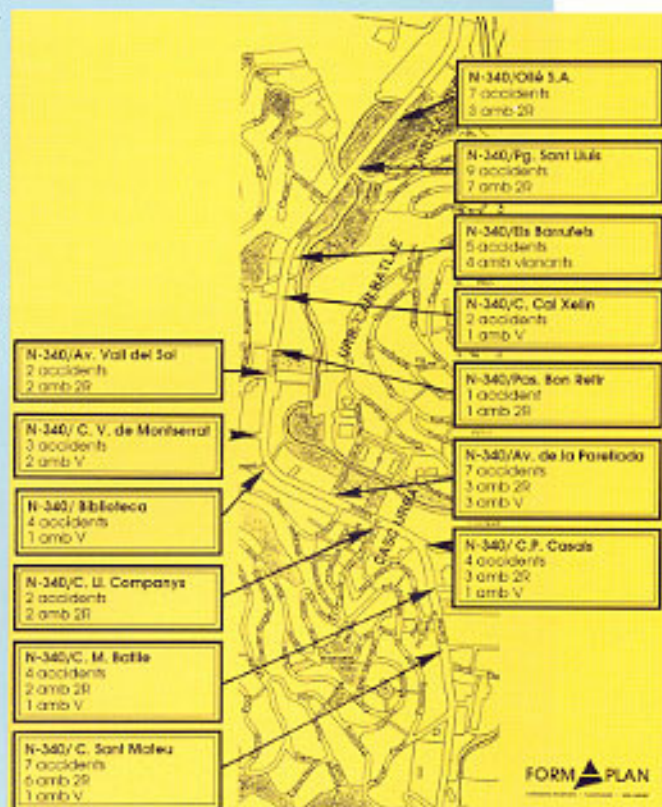 N-340/Ollé S.A.
7 accidents
3 amb 2R
N-340/Pg. Sant Lluís
9 accidents
7 amb 2R
N-340/Els Barrufets
5 accidents
4 amb vianants
N-340/C. Cal Xelin
2 accidents
1 amb V
N-340/Pas. Bon Retir
1 accident
1 amb 2R
N-340/Av. de la Parellada
7 accidents
3 amb 2R
3 amb V
N-340/ C.P. Casals
4 accidents
3 amb 2R
1 amb V
N-340/Av. Vall del Sol
2 accidents
2 amb 2R
N-340/ C. V. de Montserrat
3 accidents
2 amb V
N-340/ Biblioteca
4 accidents
1 amb V
N-340/C. Ll. Companys
2 accidents
2 amb 2R
N-340/C. M. Batlle
4 accidents
2 amb 2R
1 amb V
N-340/ C. Sant Mateu
7 accidents
6 amb 2R
1 amb V
CASC URBÀ
FORM PLAN